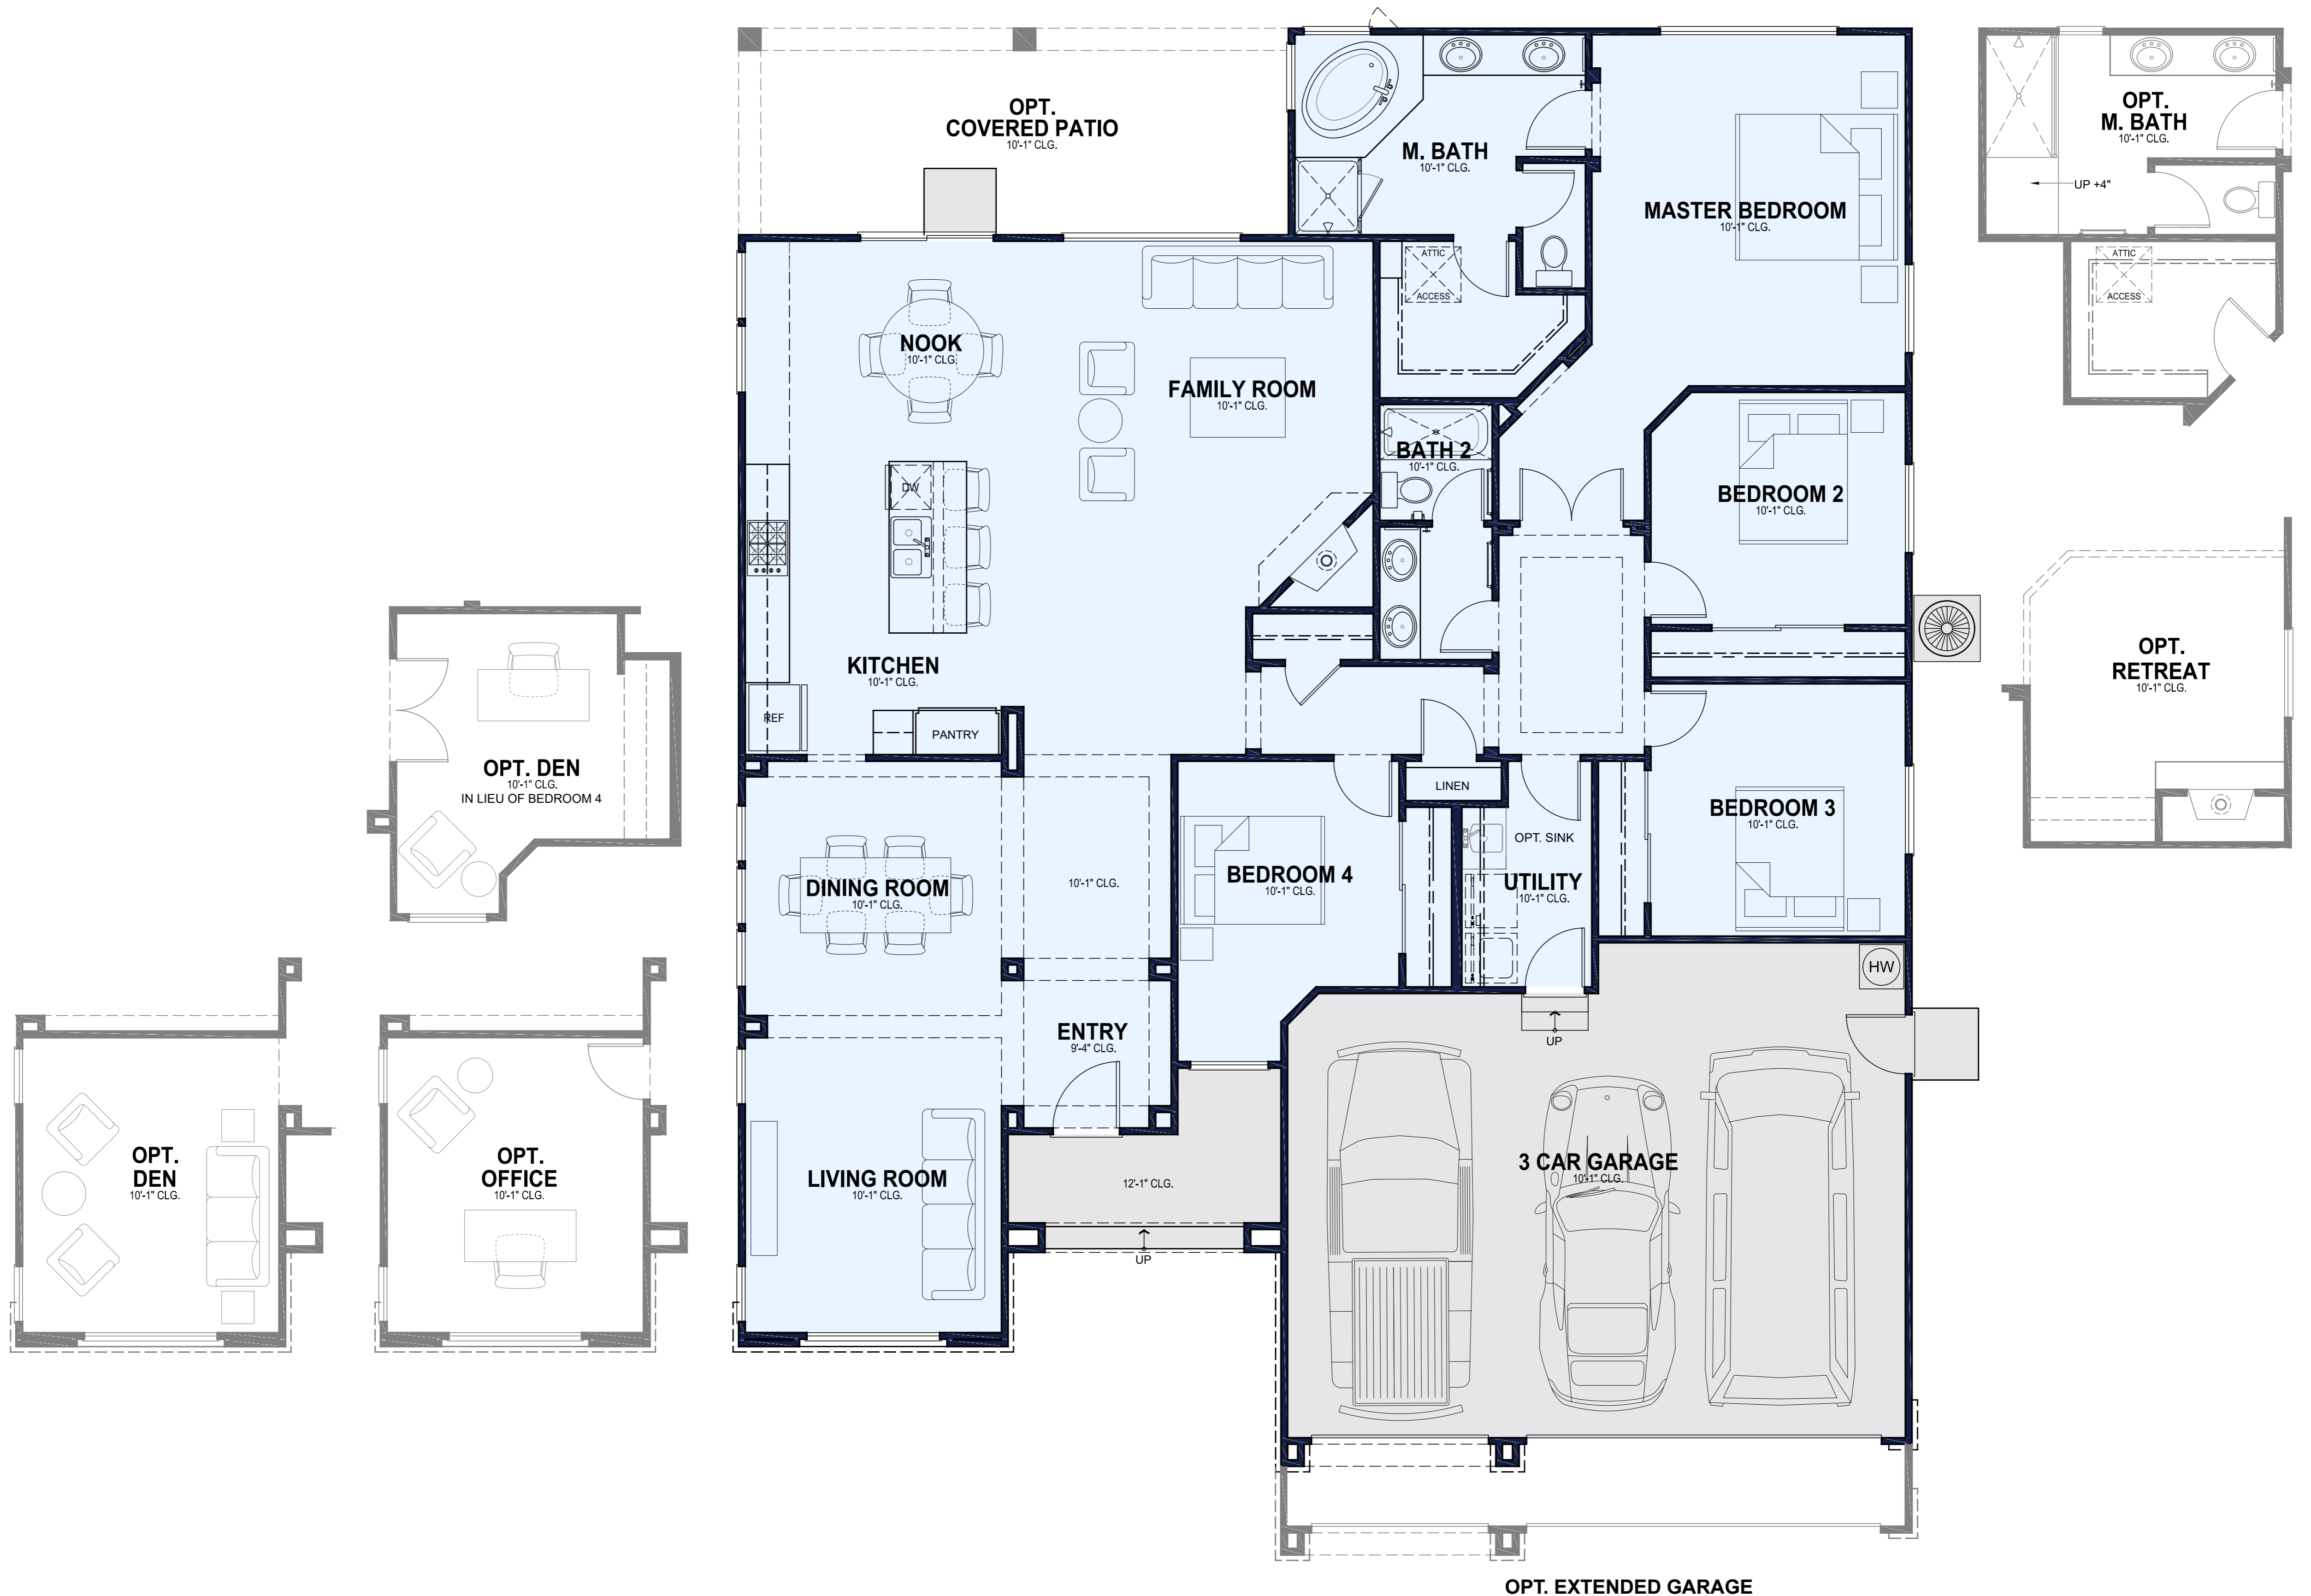 OPT.
COVERED PATIO
10'-1" CLG.
M. BATH
10'-1" CLG.
MASTER BEDROOM
10'-1" CLG.
OPT.
M. BATH
10'-1" CLG.
UP +4"
ATTIC
ACCESS
ATTIC
ACCESS
NOOK
10'-1" CLG.
FAMILY ROOM
10'-1" CLG.
BATH 2
10'-1" CLG.
DW
BEDROOM 2
10'-1" CLG.
KITCHEN
10'-1" CLG.
REF
PANTRY
OPT.
RETREAT
10'-1" CLG.
OPT. DEN
10'-1" CLG.
IN LIEU OF BEDROOM 4
LINEN
BEDROOM 3
10'-1" CLG.
OPT. SINK
DINING ROOM
10'-1" CLG.
10'-1" CLG.
BEDROOM 4
10'-1" CLG.
UTILITY
10'-1" CLG.
HW
ENTRY
9'-4" CLG.
UP
OPT.
DEN
10'-1" CLG.
OPT.
OFFICE
10'-1" CLG.
LIVING ROOM
10'-1" CLG.
12'-1" CLG.
UP
3 CAR GARAGE
10'-1" CLG.
OPT. EXTENDED GARAGE